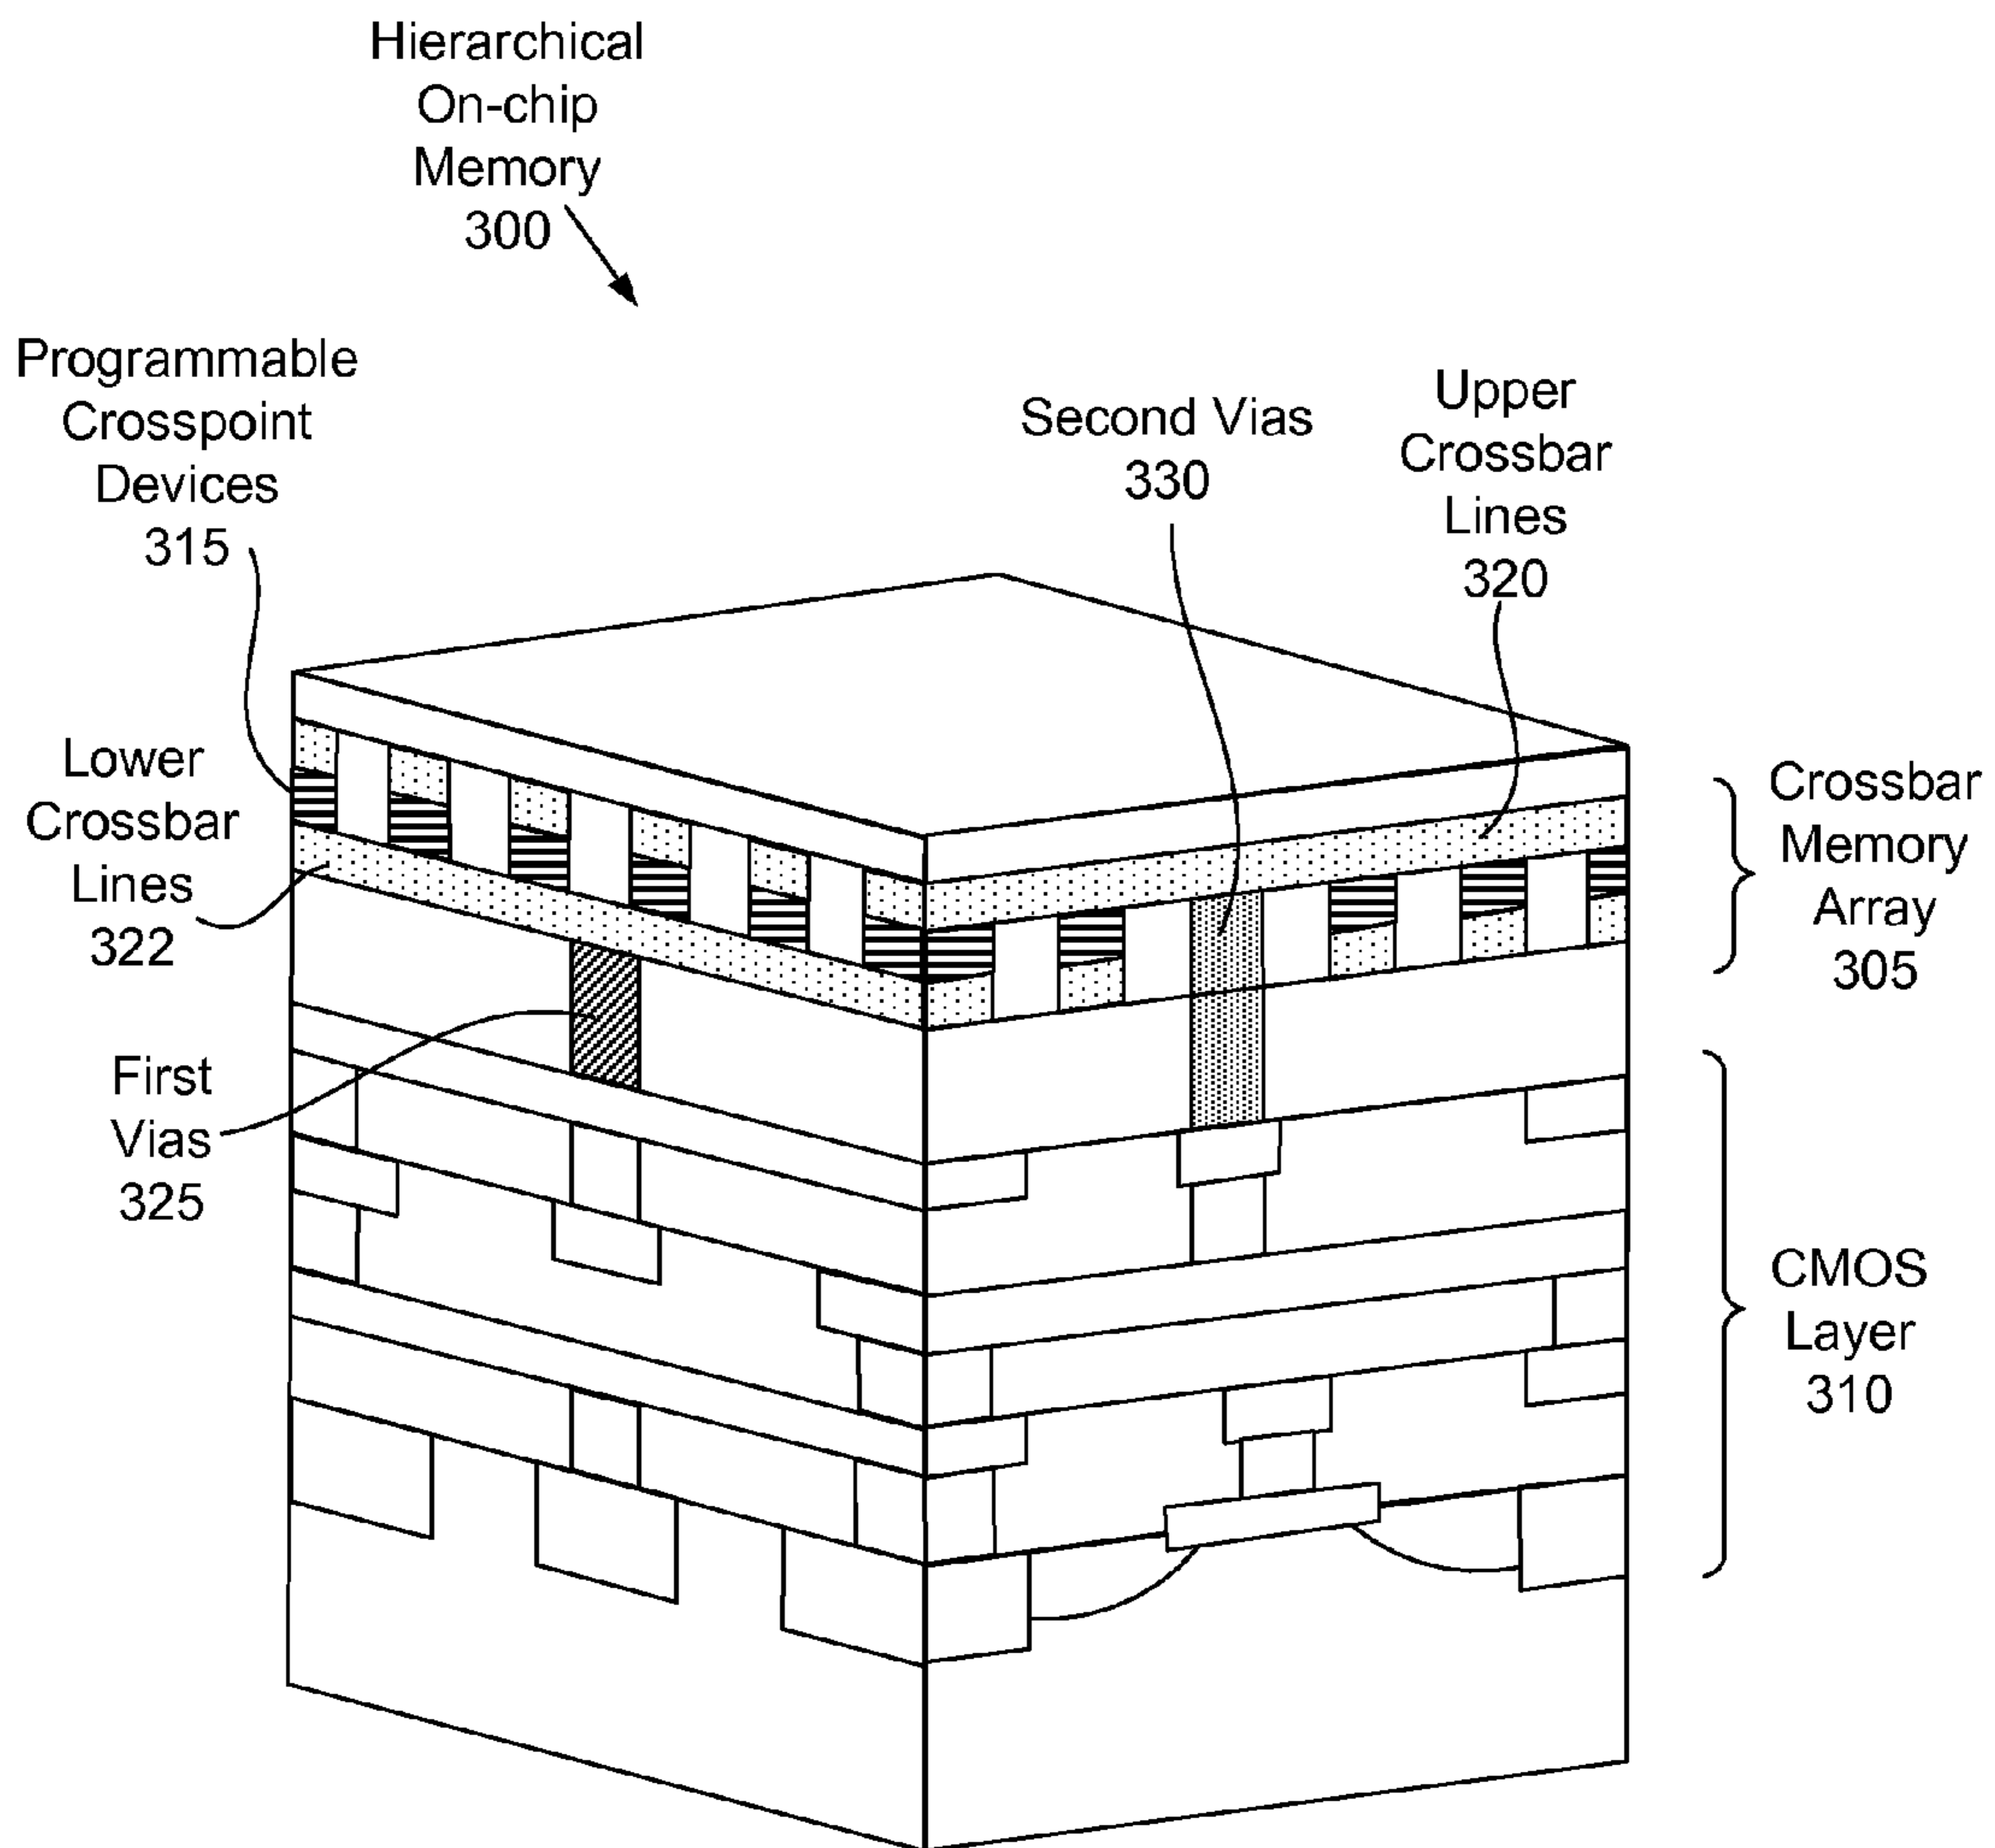 Hierarchical
On-chip
Memory
300
Programmable
Crosspoint
Devices
315
Second Vias
330
Upper
Crossbar
Lines
320
Lower
Crossbar
Lines
322
Crossbar
Memory
Array
305
First
Vias
325
CMOS
Layer
310